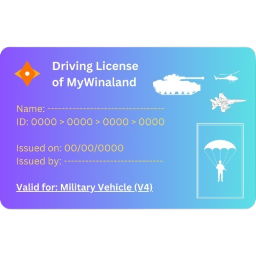 Driving License
of MyWinaland
Name: --------------------------------
ID: 0000 > 0000 > 0000 > 0000
Issued on: 00/00/0000
Issued by: ---------------------------
Valid for: Military Vehicle (V4)